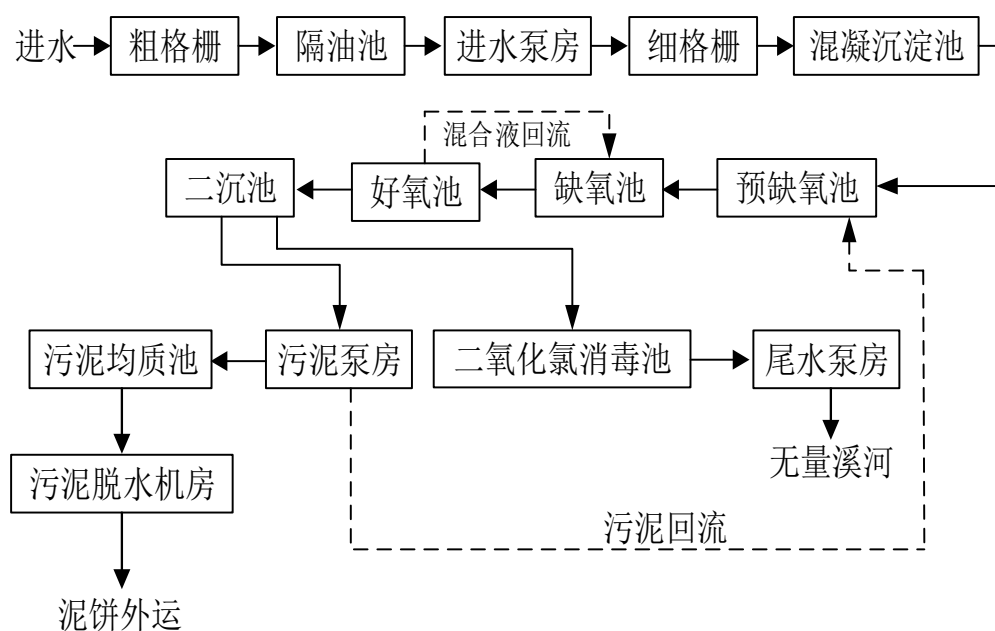 进水 粗格栅 隔油池 进水泵房 细格栅 混凝沉淀池
混合液回流
二沉池 好氧池 缺氧池 预缺氧池
污泥均质池 污泥泵房 二氧化氯消毒池 尾水泵房
无量溪河
污泥脱水机房
污泥回流
泥饼外运